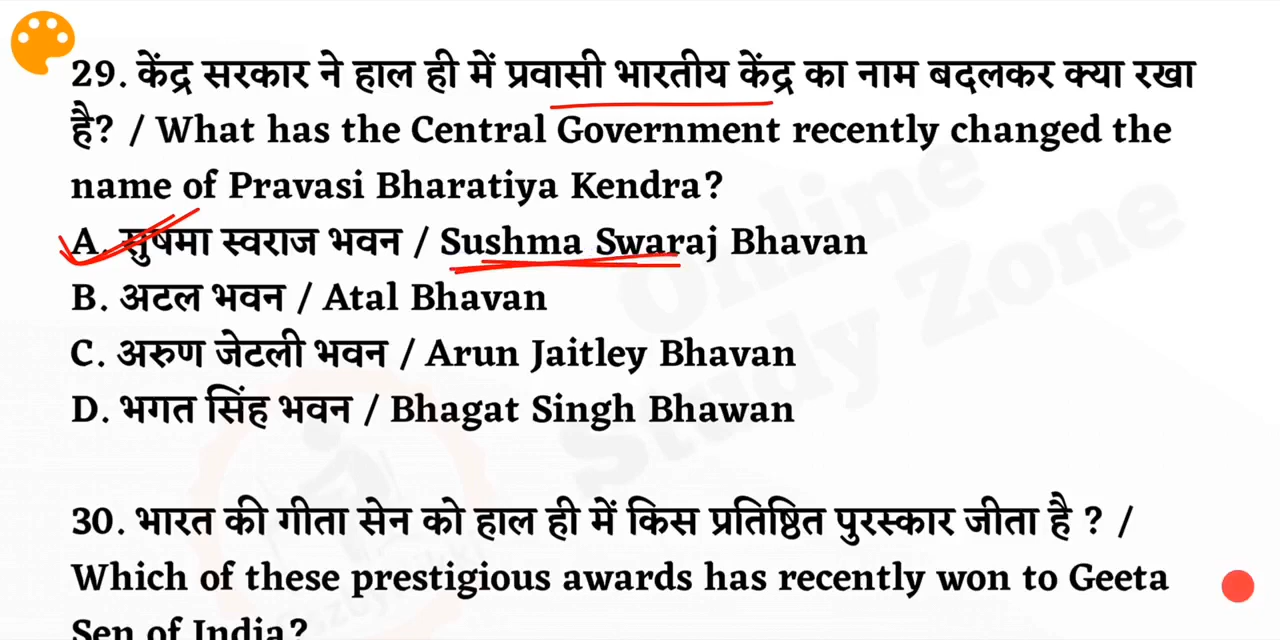 29. केंद्र सरकार ने हाल ही में प्रवासी भारतीय केंद्र का नाम बदलकर क्या रखा
है? / What has the Central Government recently changed the
name of Pravasi Bharatiya Kendra?
A. सुषमा स्वराज भवन / Sushma Swaraj Bhavan
B. अटल भवन / Atal Bhavan
C. अरुण जेटली भवन / Arun Jaitley Bhavan
D. भगत सिंह भवन / Bhagat Singh Bhawan
Online
Study Zone
30. भारत की गीता सेन को हाल ही में किस प्रतिष्ठित पुरस्कार जीता है ? /
Which of these prestigious awards has recently won to Geeta
Sen of India?